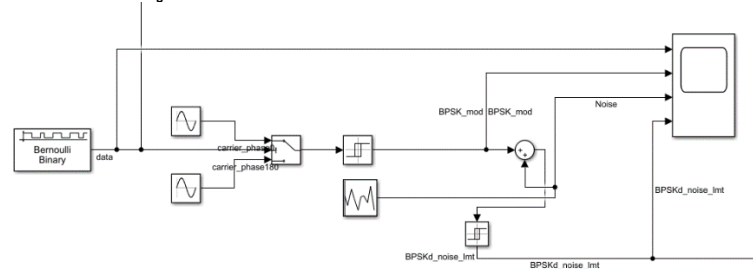 BPSK_mod
BPSK_mod
Noise
Bernoulli
Binary
data
carrier_phase0
carrier_phase180
BPSKd_noise_lmt
BPSKd_noise_lmt
BPSKd_noise_lmt